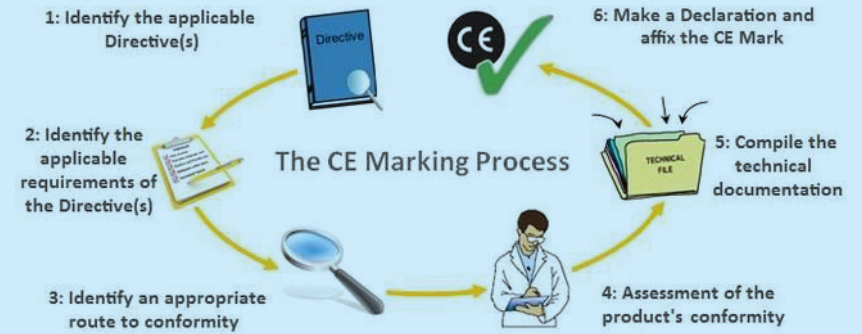 1: Identify the applicable
Directive(s)
Directive
CE
6: Make a Declaration and
affix the CE Mark
2: Identify the
applicable
requirements of
the Directive(s)
The CE Marking Process
TECHNICAL
FILE
5: Compile the
technical
documentation
3: Identify an appropriate
route to conformity
4: Assessment of the
product's conformity